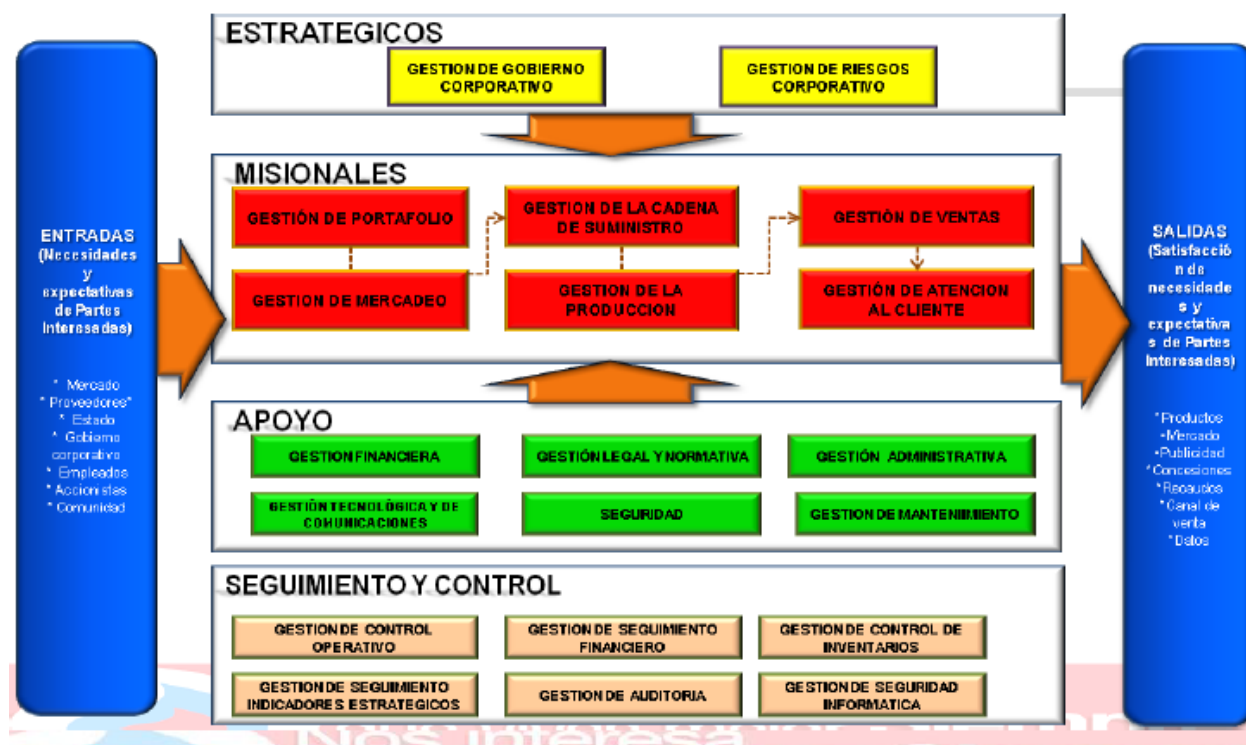 ESTRATEGICOS
GESTION DE GOBIERNO
CORPORATIVO
GESTION DE RIESGOS
CORPORATIVO
MISIONALES
GESTIÓN DE PORTAFOLIO
GESTION DE LA CADENA
DE SUMINISTRO
GESTIÓN DE VENTAS
GESTION DE MERCADEO
GESTION DE LA
PRODUCCION
GESTIÓN DE ATENCION
AL CLIENTE
ENTRADAS
(Necesidades
y
expectativas
de Partes
Interesadas)
* Mercado
* Proveedores*
* Estado
* Gobierno
corporativo
* Empleados
* Accionistas
* Comunidad
APOYO
GESTION FINANCIERA
GESTIÓN LEGAL Y NORMATIVA
GESTIÓN ADMINISTRATIVA
GESTIÓN TECNOLÓGICA Y DE
COMUNICACIONES
SEGURIDAD
GESTION DE MANTENIMIENTO
SEGUIMIENTO Y CONTROL
GESTION DE CONTROL
OPERATIVO
GESTION DE SEGUIMIENTO
FINANCIERO
GESTION DE CONTROL DE
INVENTARIOS
GESTION DE SEGUIMIENTO
INDICADORES ESTRATEGICOS
GESTION DE AUDITORIA
GESTION DE SEGURIDAD
INFORMATICA
SALIDAS
(Satisfacció
n de
necesidade
s y
expectativa
s de Partes
Interesadas)
*Productos
•Mercado
•Publicidad
*Concesiones
*Recaudos
*Canal de
venta
*Datos
Nos interesa